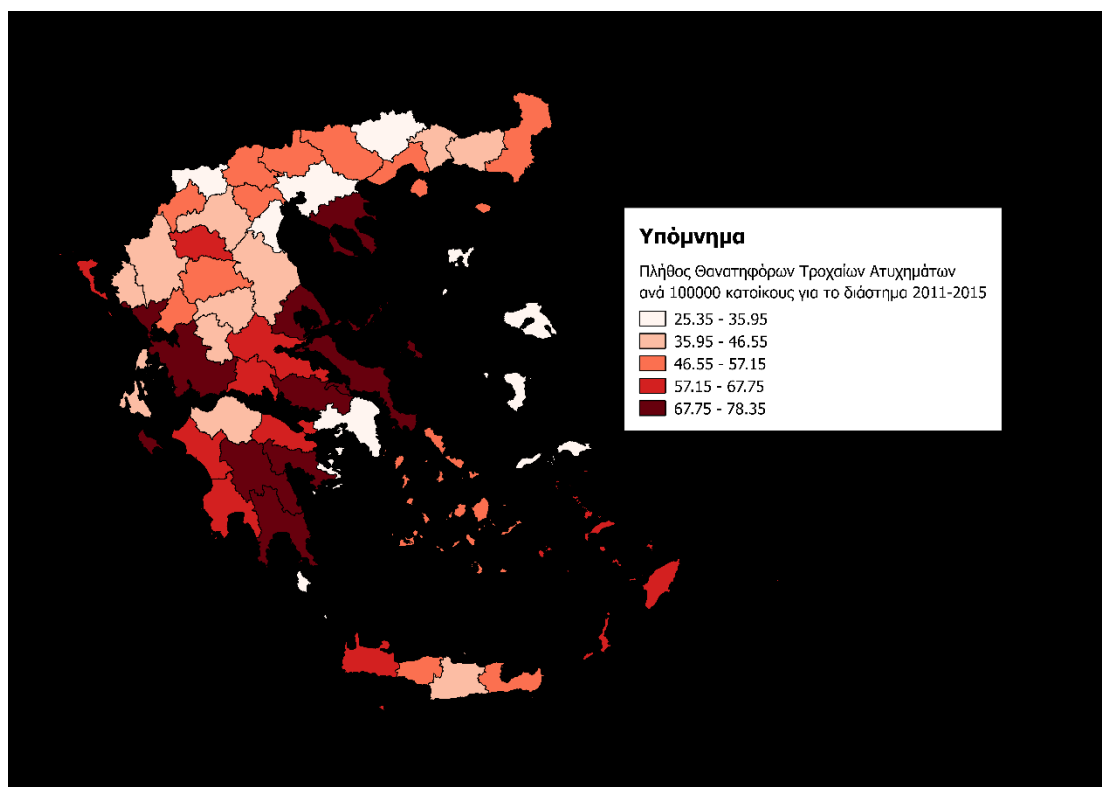 Υπόμνημα
Πλήθος Θανατηφόρων Τροχαίων Ατυχημάτων
ανά 100000 κατοίκους για το διάστημα 2011-2015
25.35 - 35.95
35.95 - 46.55
46.55 - 57.15
57.15 - 67.75
67.75 - 78.35